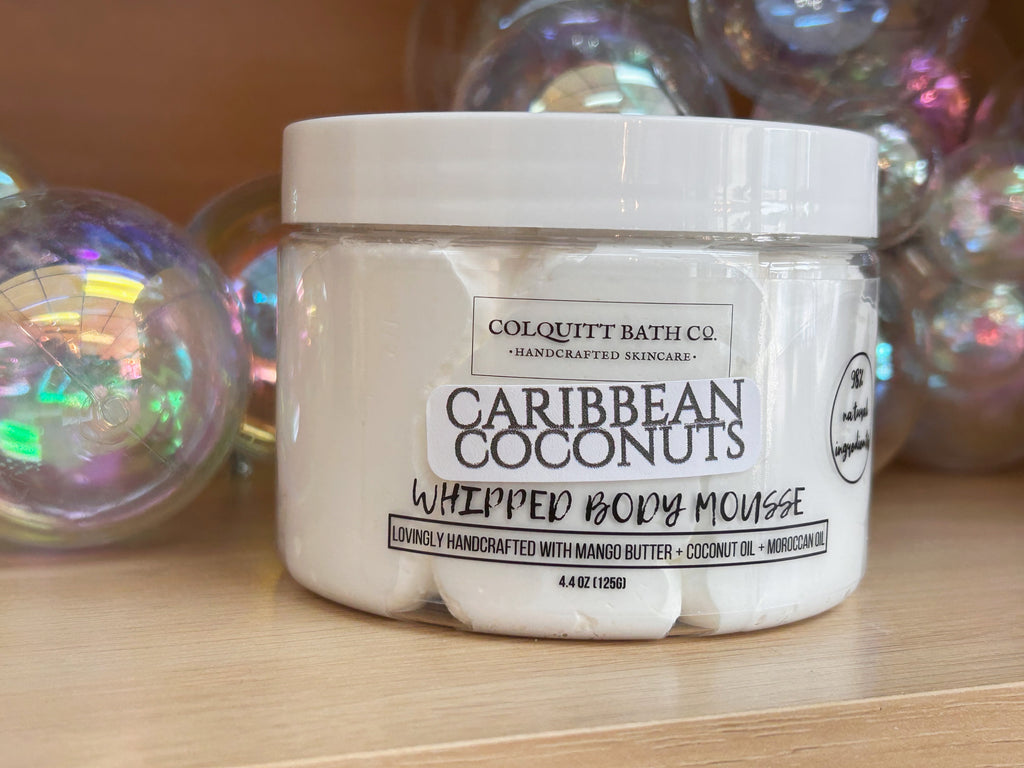 COLQUITT BATH CO.
•HANDCRAFTED SKINCARE•
CARIBBEAN
COCONUTS
WHIPPED BODY MOUSSE
LOVINGLY HANDCRAFTED WITH MANGO BUTTER + COCONUT OIL + MOROCCAN OIL
4.4 OZ (125G)
98%
natural
ingredients